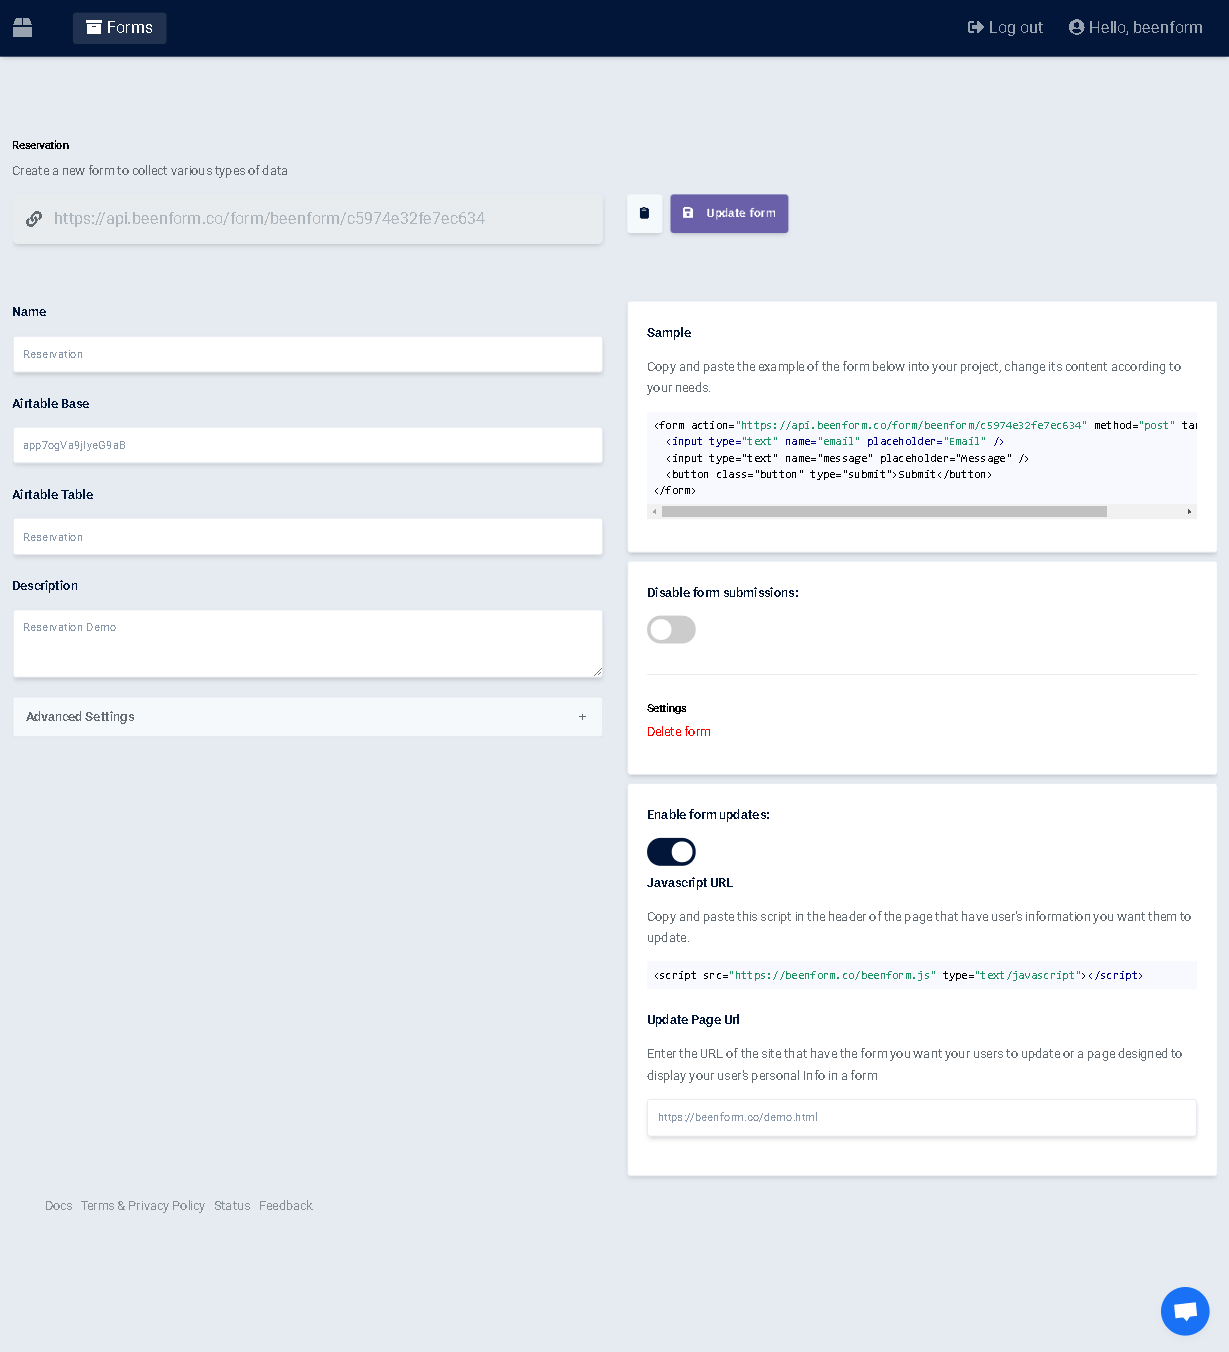 Forms
Log out
Hello, beenform
Reservation
Create a new form to collect various types of data
https://api.beenform.co/form/beenform/c5974e32fe7ec634
Update form
Name
Reservation
Airtable Base
app7ogVa9jIyeG9aB
Airtable Table
Reservation
Description
Reservation Demo
Advanced Settings
+
Sample
Copy and paste the example of the form below into your project, change its content according to
your needs.
<form action="https://api.beenform.co/form/beenform/c5974e32fe7ec634" method="post" tar
<input type="text" name="email" placeholder="Email" />
<input type="text" name="message" placeholder="Message" />
<button class="button" type="submit">Submit</button>
</form>
Disable form submissions:
Settings
Delete form
Enable form updates:
Javascript URL
Copy and paste this script in the header of the page that have user's information you want them to
update.
<script src="https://beenform.co/beenform.js" type="text/javascript"></script>
Update Page Url
Enter the URL of the site that have the form you want your users to update or a page designed to
display your user's personal Info in a form
https://beenform.co/demo.html
Docs Terms & Privacy Policy Status Feedback